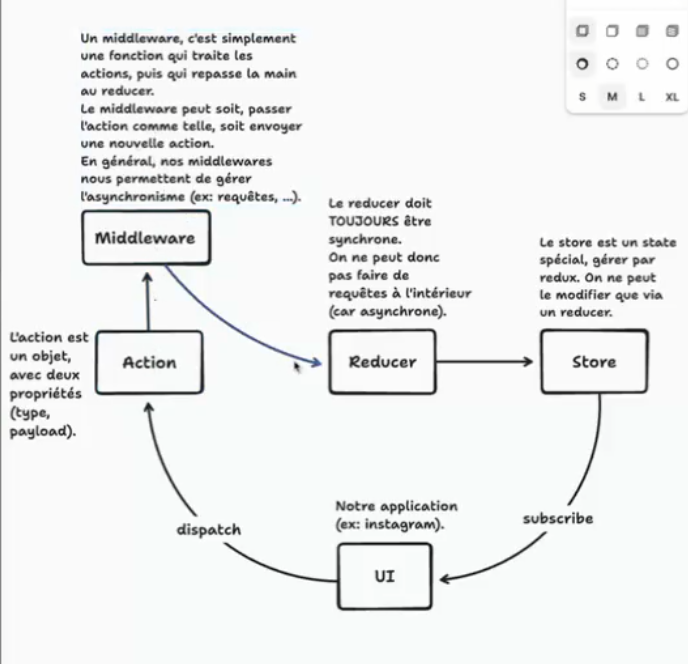 Un middleware, c'est simplement
une fonction qui traite les
actions, puis qui repasse la main
au reducer.
Le middleware peut soit, passer
l'action comme telle, soit envoyer
une nouvelle action.
En général, nos middlewares
nous permettent de gérer
l'asynchronisme (ex: requêtes, ...).
Middleware
Le reducer doit
TOUJOURS être
synchrone.
On ne peut donc
pas faire de
requêtes à l'intérieur
(car asynchrone).
Le store est un state
spécial, gérer par
redux. On ne peut
le modifier que via
un reducer.
L'action est
un objet,
avec deux
propriétés
(type,
payload).
Action
Reducer
Store
dispatch
subscribe
Notre application
(ex: instagram).
UI
S M L XL